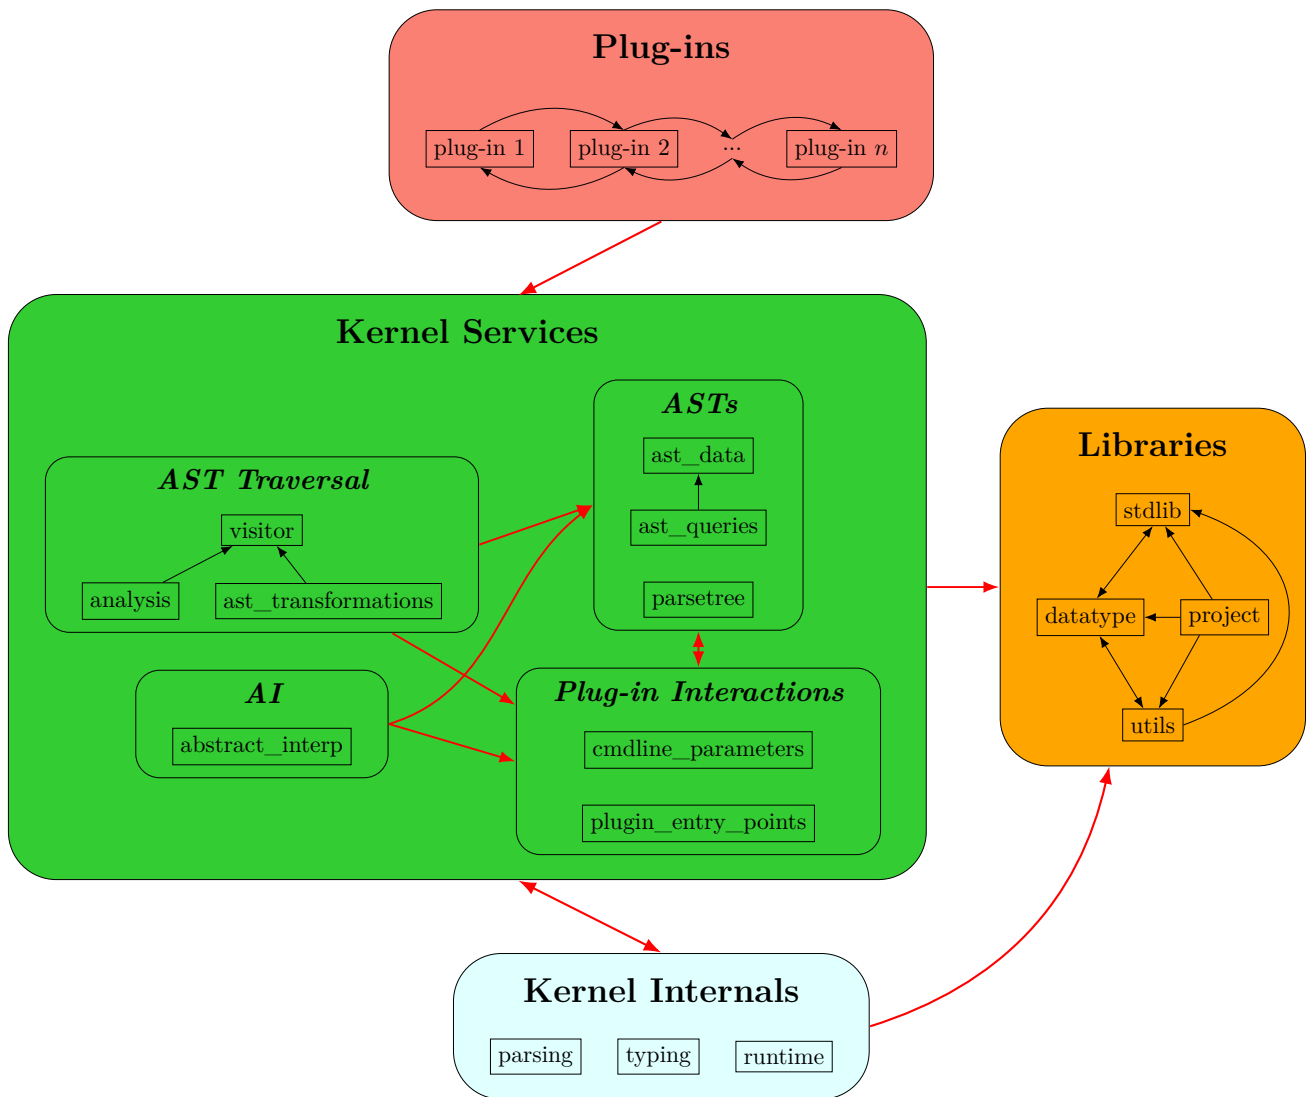 Plug-ins
plug-in 1
plug-in 2
...
plug-in n
Kernel Services
ASTs
ast_data
ast_queries
parsetree
AST Traversal
visitor
analysis
ast_transformations
AI
abstract_interp
Plug-in Interactions
cmdline_parameters
plugin_entry_points
Libraries
stdlib
datatype
project
utils
Kernel Internals
parsing
typing
runtime